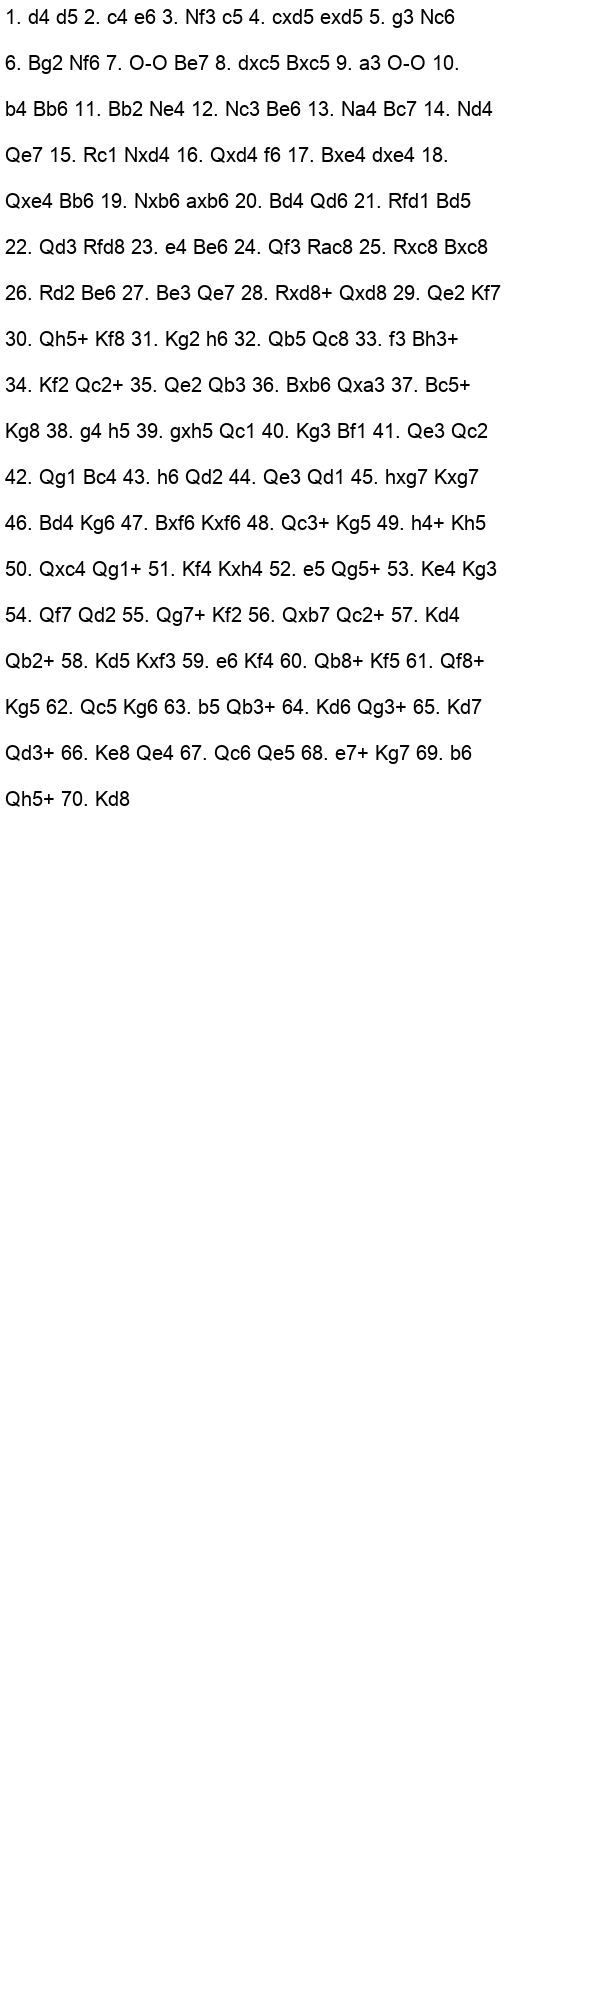 1. d4 d5 2. c4 e6 3. Nf3 c5 4. cxd5 exd5 5. g3 Nc6
6. Bg2 Nf6 7. O-O Be7 8. dxc5 Bxc5 9. a3 O-O 10.
b4 Bb6 11. Bb2 Ne4 12. Nc3 Be6 13. Na4 Bc7 14. Nd4
Qe7 15. Rc1 Nxd4 16. Qxd4 f6 17. Bxe4 dxe4 18.
Qxe4 Bb6 19. Nxb6 axb6 20. Bd4 Qd6 21. Rfd1 Bd5
22. Qd3 Rfd8 23. e4 Be6 24. Qf3 Rac8 25. Rxc8 Bxc8
26. Rd2 Be6 27. Be3 Qe7 28. Rxd8+ Qxd8 29. Qe2 Kf7
30. Qh5+ Kf8 31. Kg2 h6 32. Qb5 Qc8 33. f3 Bh3+
34. Kf2 Qc2+ 35. Qe2 Qb3 36. Bxb6 Qxa3 37. Bc5+
Kg8 38. g4 h5 39. gxh5 Qc1 40. Kg3 Bf1 41. Qe3 Qc2
42. Qg1 Bc4 43. h6 Qd2 44. Qe3 Qd1 45. hxg7 Kxg7
46. Bd4 Kg6 47. Bxf6 Kxf6 48. Qc3+ Kg5 49. h4+ Kh5
50. Qxc4 Qg1+ 51. Kf4 Kxh4 52. e5 Qg5+ 53. Ke4 Kg3
54. Qf7 Qd2 55. Qg7+ Kf2 56. Qxb7 Qc2+ 57. Kd4
Qb2+ 58. Kd5 Kxf3 59. e6 Kf4 60. Qb8+ Kf5 61. Qf8+
Kg5 62. Qc5 Kg6 63. b5 Qb3+ 64. Kd6 Qg3+ 65. Kd7
Qd3+ 66. Ke8 Qe4 67. Qc6 Qe5 68. e7+ Kg7 69. b6
Qh5+ 70. Kd8